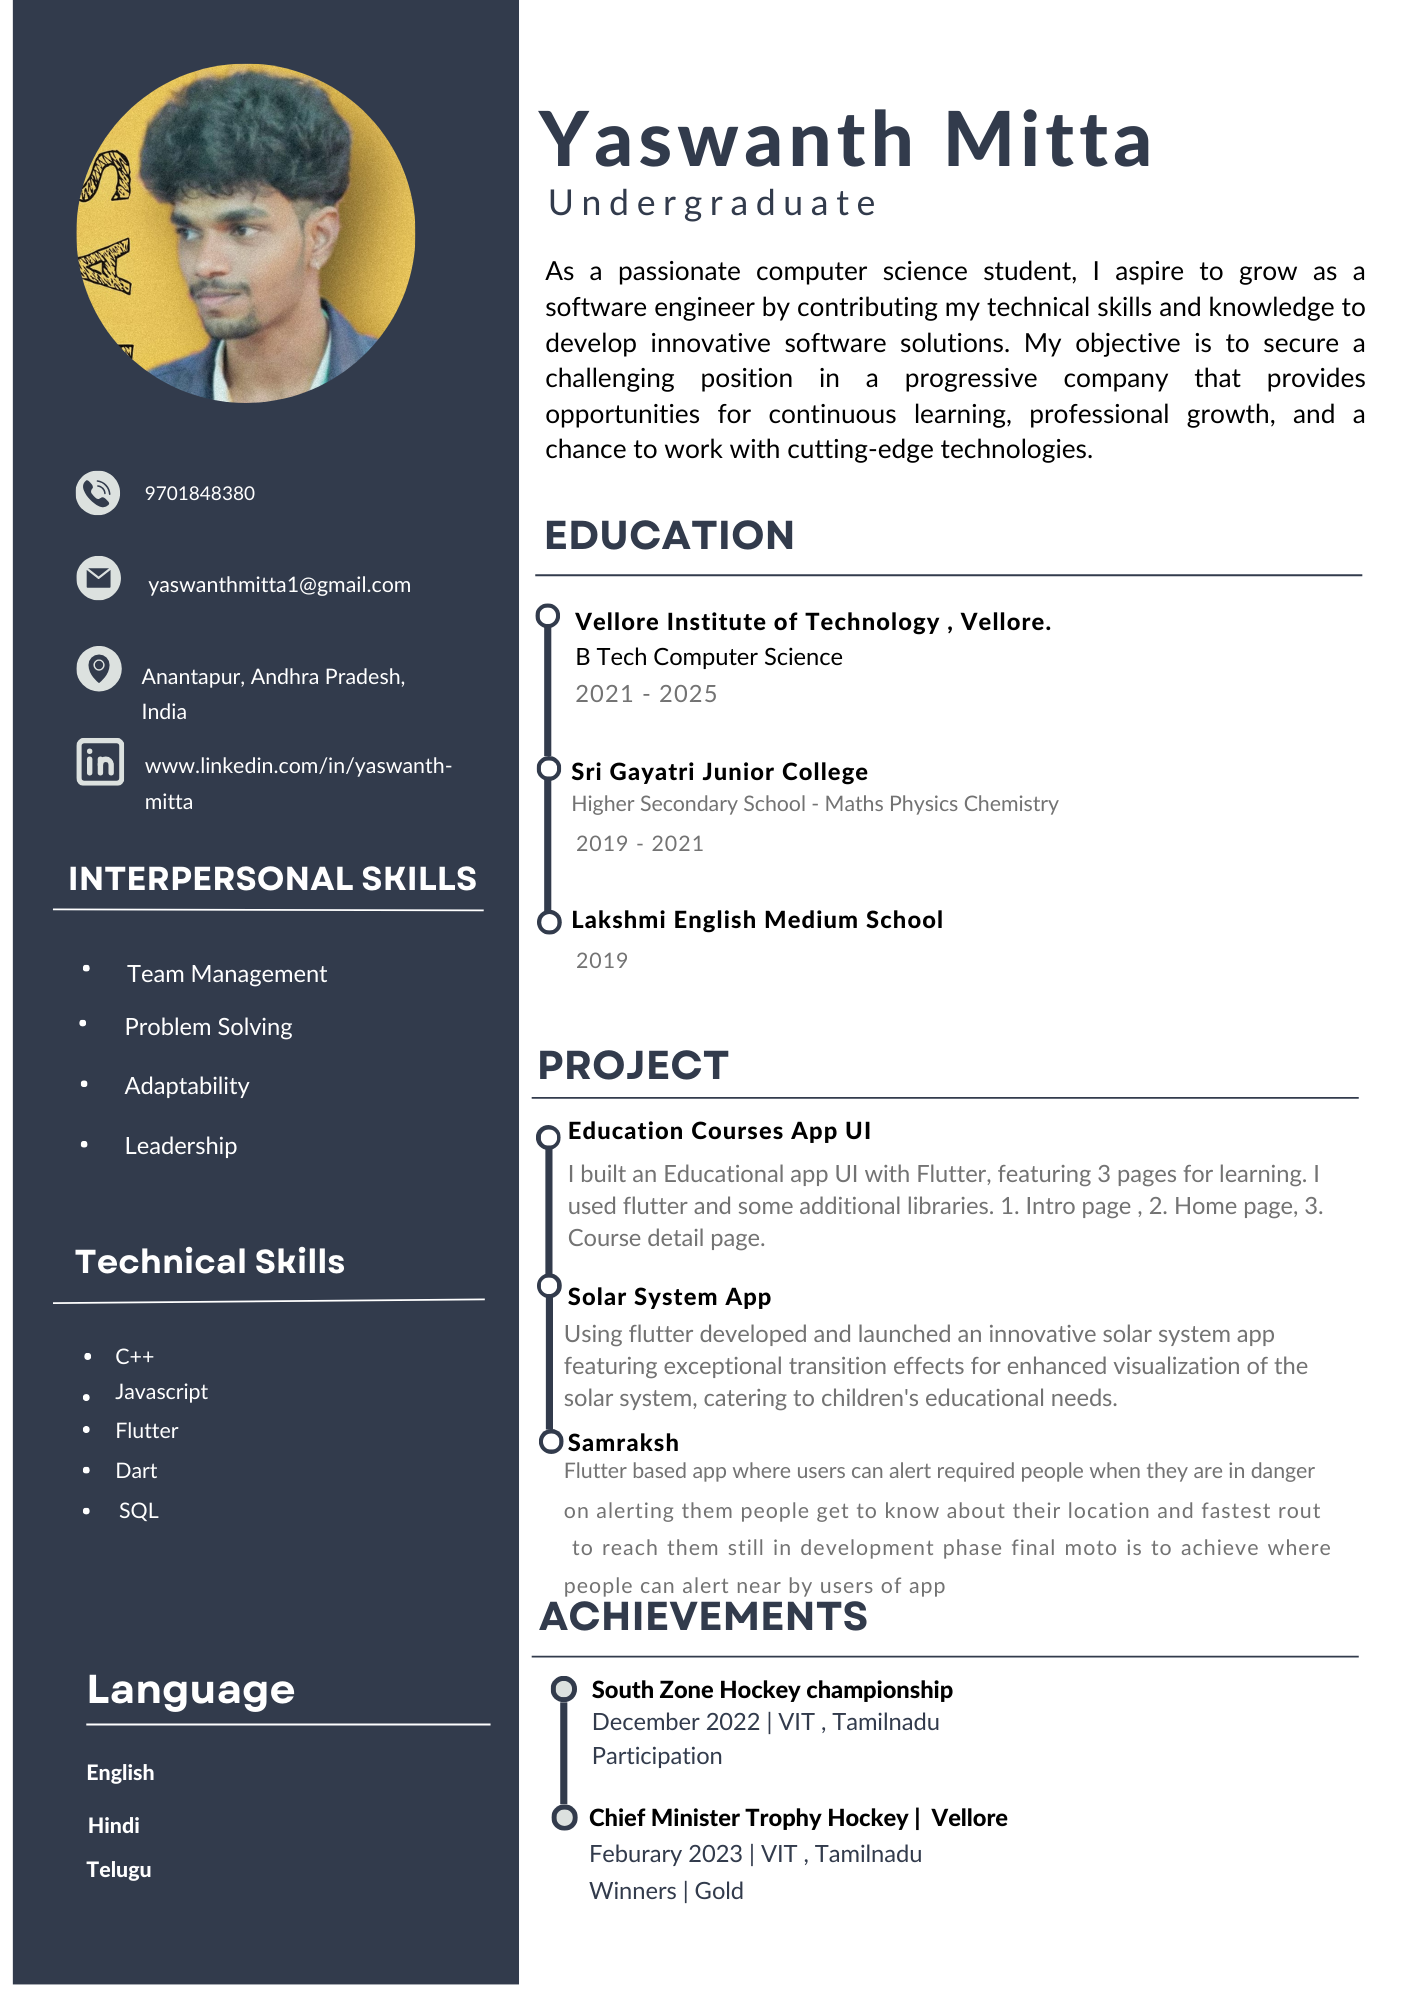 Yaswanth Mitta
Undergraduate
As a passionate computer science student, I aspire to grow as a
software engineer by contributing my technical skills and knowledge to
develop innovative software solutions. My objective is to secure a
challenging position in a progressive company that provides
opportunities for continuous learning, professional growth, and a
chance to work with cutting-edge technologies.
9701848380
yaswanthmitta1@gmail.com
Anantapur, Andhra Pradesh,
India
www.linkedin.com/in/yaswanth-
mitta
INTERPERSONAL SKILLS
• Team Management
• Problem Solving
• Adaptability
• Leadership
Technical Skills
• C++
• Javascript
• Flutter
• Dart
• SQL
Language
English
Hindi
Telugu
EDUCATION
Vellore Institute of Technology , Vellore.
B Tech Computer Science
2021 - 2025
Sri Gayatri Junior College
Higher Secondary School - Maths Physics Chemistry
2019 - 2021
Lakshmi English Medium School
2019
PROJECT
Education Courses App UI
I built an Educational app UI with Flutter, featuring 3 pages for learning. I
used flutter and some additional libraries. 1. Intro page , 2. Home page, 3.
Course detail page.
Solar System App
Using flutter developed and launched an innovative solar system app
featuring exceptional transition effects for enhanced visualization of the
solar system, catering to children's educational needs.
Samraksh
Flutter based app where users can alert required people when they are in danger
on alerting them people get to know about their location and fastest rout
to reach them still in development phase final moto is to achieve where
people can alert near by users of app
ACHIEVEMENTS
South Zone Hockey championship
December 2022 | VIT , Tamilnadu
Participation
Chief Minister Trophy Hockey | Vellore
Feburary 2023 | VIT , Tamilnadu
Winners | Gold